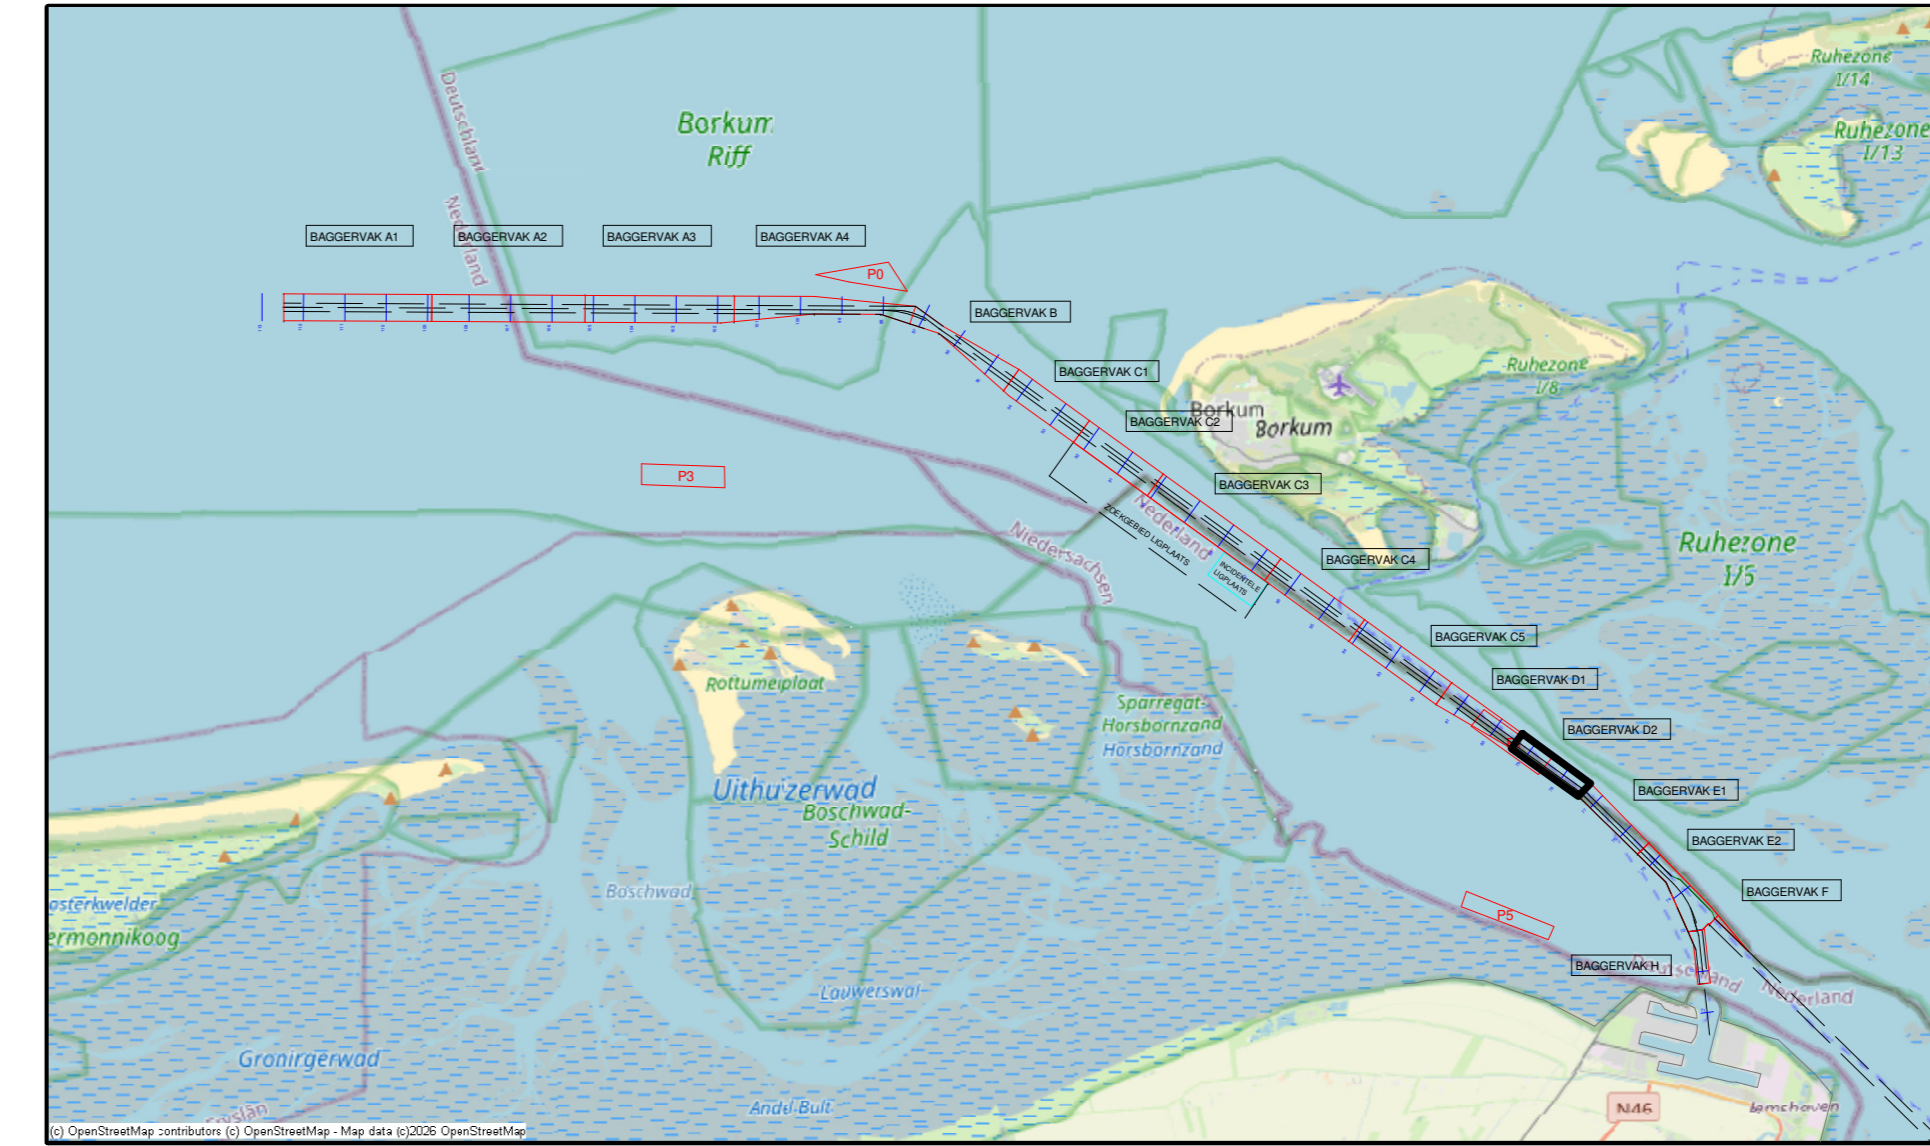 Borkum
Riff
Deutschland
Nederland
Ruhezone
I/14
Ruhezone
I/13
BAGGERVAK A1
BAGGERVAK A2
BAGGERVAK A3
BAGGERVAK A4
P0
BAGGERVAK B
BAGGERVAK C1
Ruhezone
I/8
Borkum
BAGGERVAK C2
Borkum
P3
BAGGERVAK C3
ZOEKGEBIED LIGPLAATS
Nederland
Niedersachsen
INCIDENTELE
LIGPLAATS
BAGGERVAK C4
Ruhezone
I/5
BAGGERVAK C5
BAGGERVAK D1
Rottumerplaat
Sparregat-
Horsbornzand
Horsbornzand
BAGGERVAK D2
Uithuizerwad
Boschwad-
Schild
BAGGERVAK E1
BAGGERVAK E2
Boschwad
BAGGERVAK F
osterkwelder
P5
ermonnikoog
BAGGERVAK H
Deutschland
Nederland
Lauwerswal
Groningerwad
Andel-Bult
N46
Eemshaven
Fryslân
(c) OpenStreetMap contributors (c) OpenStreetMap - Map data (c)2026 OpenStreetMap